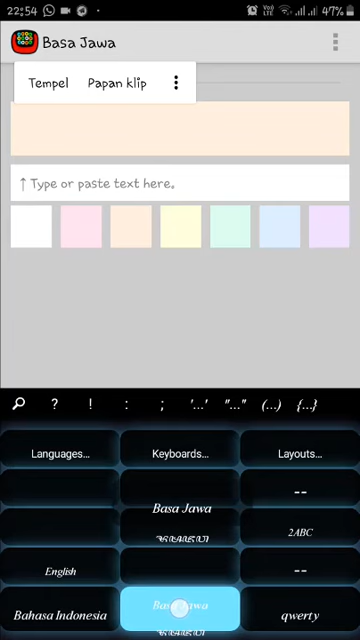 22:54 47%
Basa Jawa
Tempel Papan klip
↑ Type or paste text here.
? ! : ; '...' "..." (...) {...}
Languages... Keyboards... Layouts...
Basa Jawa --
2ABC
English --
Bahasa Indonesia Basa Jawa qwerty